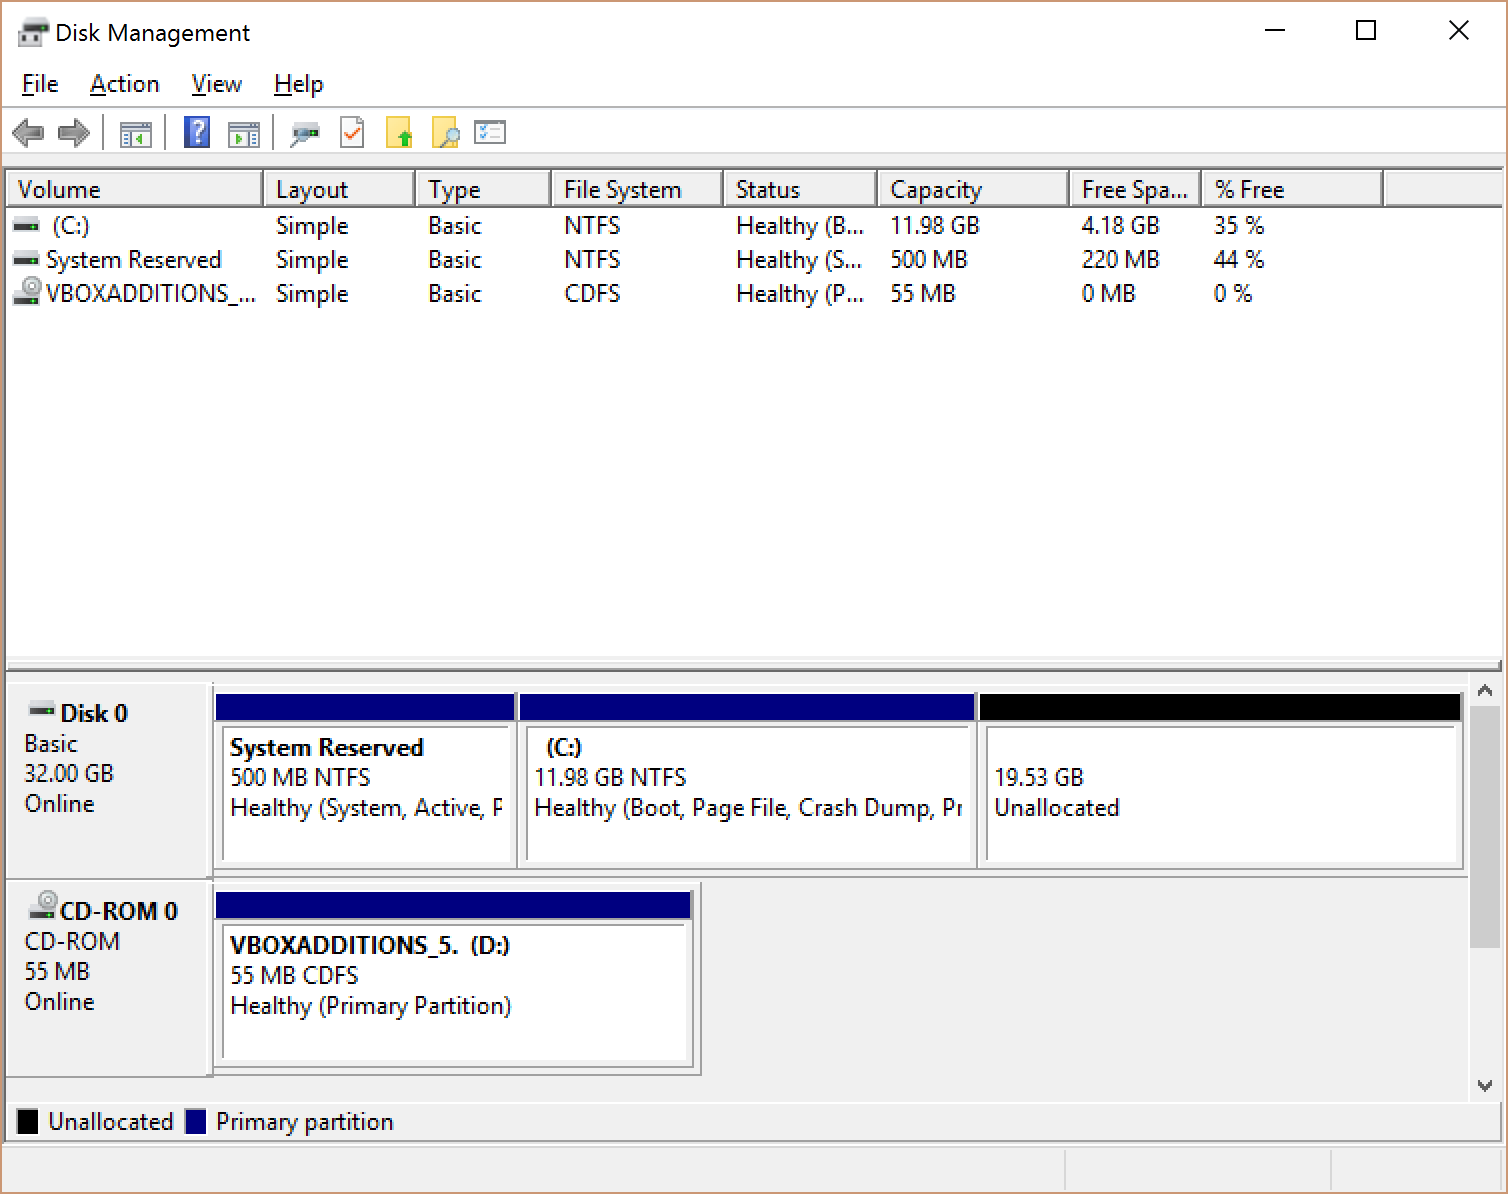 Disk Management
File Action View Help
Volume Layout Type File System Status Capacity Free Spa... % Free
(C:) Simple Basic NTFS Healthy (B... 11.98 GB 4.18 GB 35 %
System Reserved Simple Basic NTFS Healthy (S... 500 MB 220 MB 44 %
VBOXADDITIONS_... Simple Basic CDFS Healthy (P... 55 MB 0 MB 0 %
Disk 0
Basic
32.00 GB
Online
System Reserved
500 MB NTFS
Healthy (System, Active, P
(C:)
11.98 GB NTFS
Healthy (Boot, Page File, Crash Dump, Pr
19.53 GB
Unallocated
CD-ROM 0
CD-ROM
55 MB
Online
VBOXADDITIONS_5. (D:)
55 MB CDFS
Healthy (Primary Partition)
Unallocated Primary partition